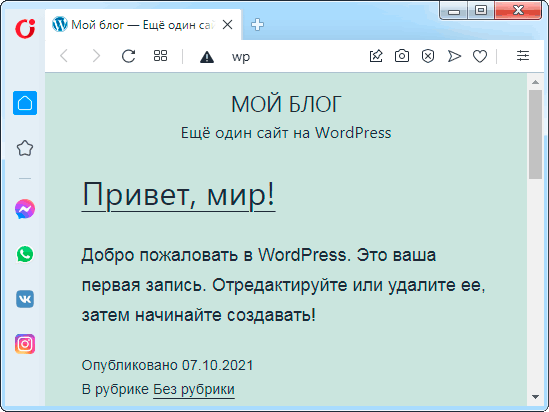 Мой блог — Ещё один сай
wp
МОЙ БЛОГ
Ещё один сайт на WordPress
Привет, мир!
Добро пожаловать в WordPress. Это ваша
первая запись. Отредактируйте или удалите ее,
затем начинайте создавать!
Опубликовано 07.10.2021
В рубрике Без рубрики